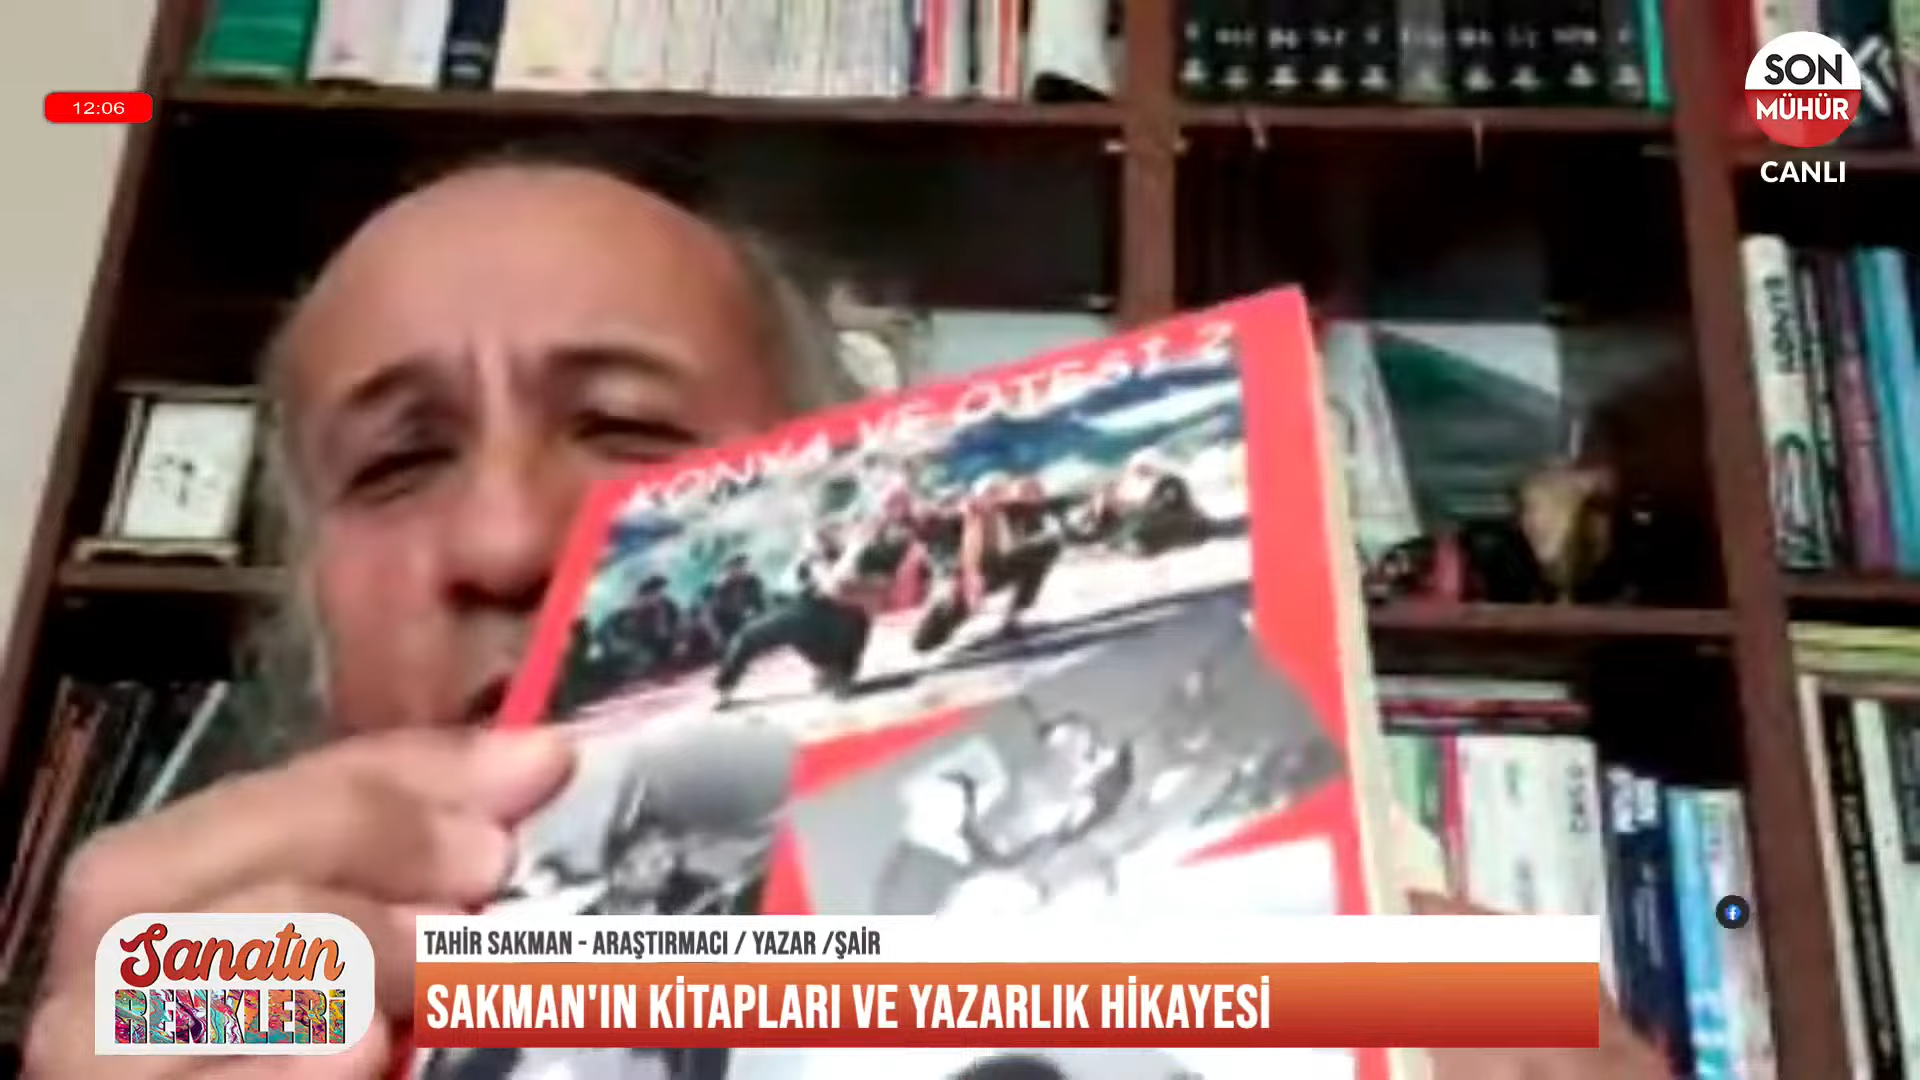 12:06
SON
MÜHÜR
CANLI
KONYA VE ÖTESİ 2
Sanatın
RENKLERİ
TAHİR SAKMAN - ARAŞTIRMACI / YAZAR /ŞAİR
SAKMAN'IN KİTAPLARI VE YAZARLIK HİKAYESİ